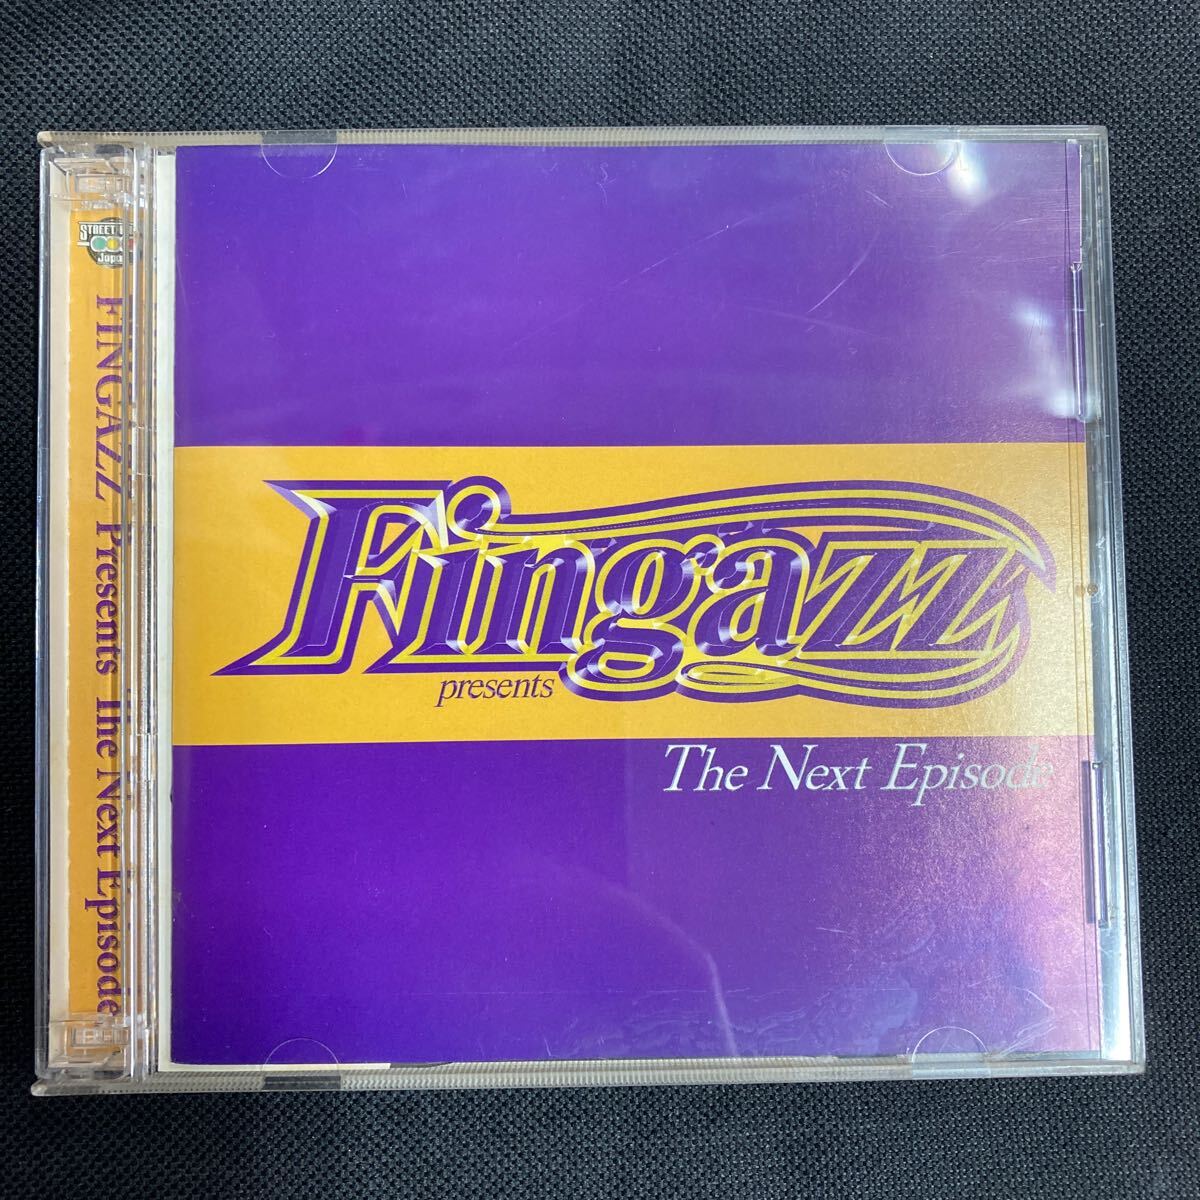 Fingazz
presents
The Next Episode
FINGAZZ Presents The Next Episode
STREET
Japan